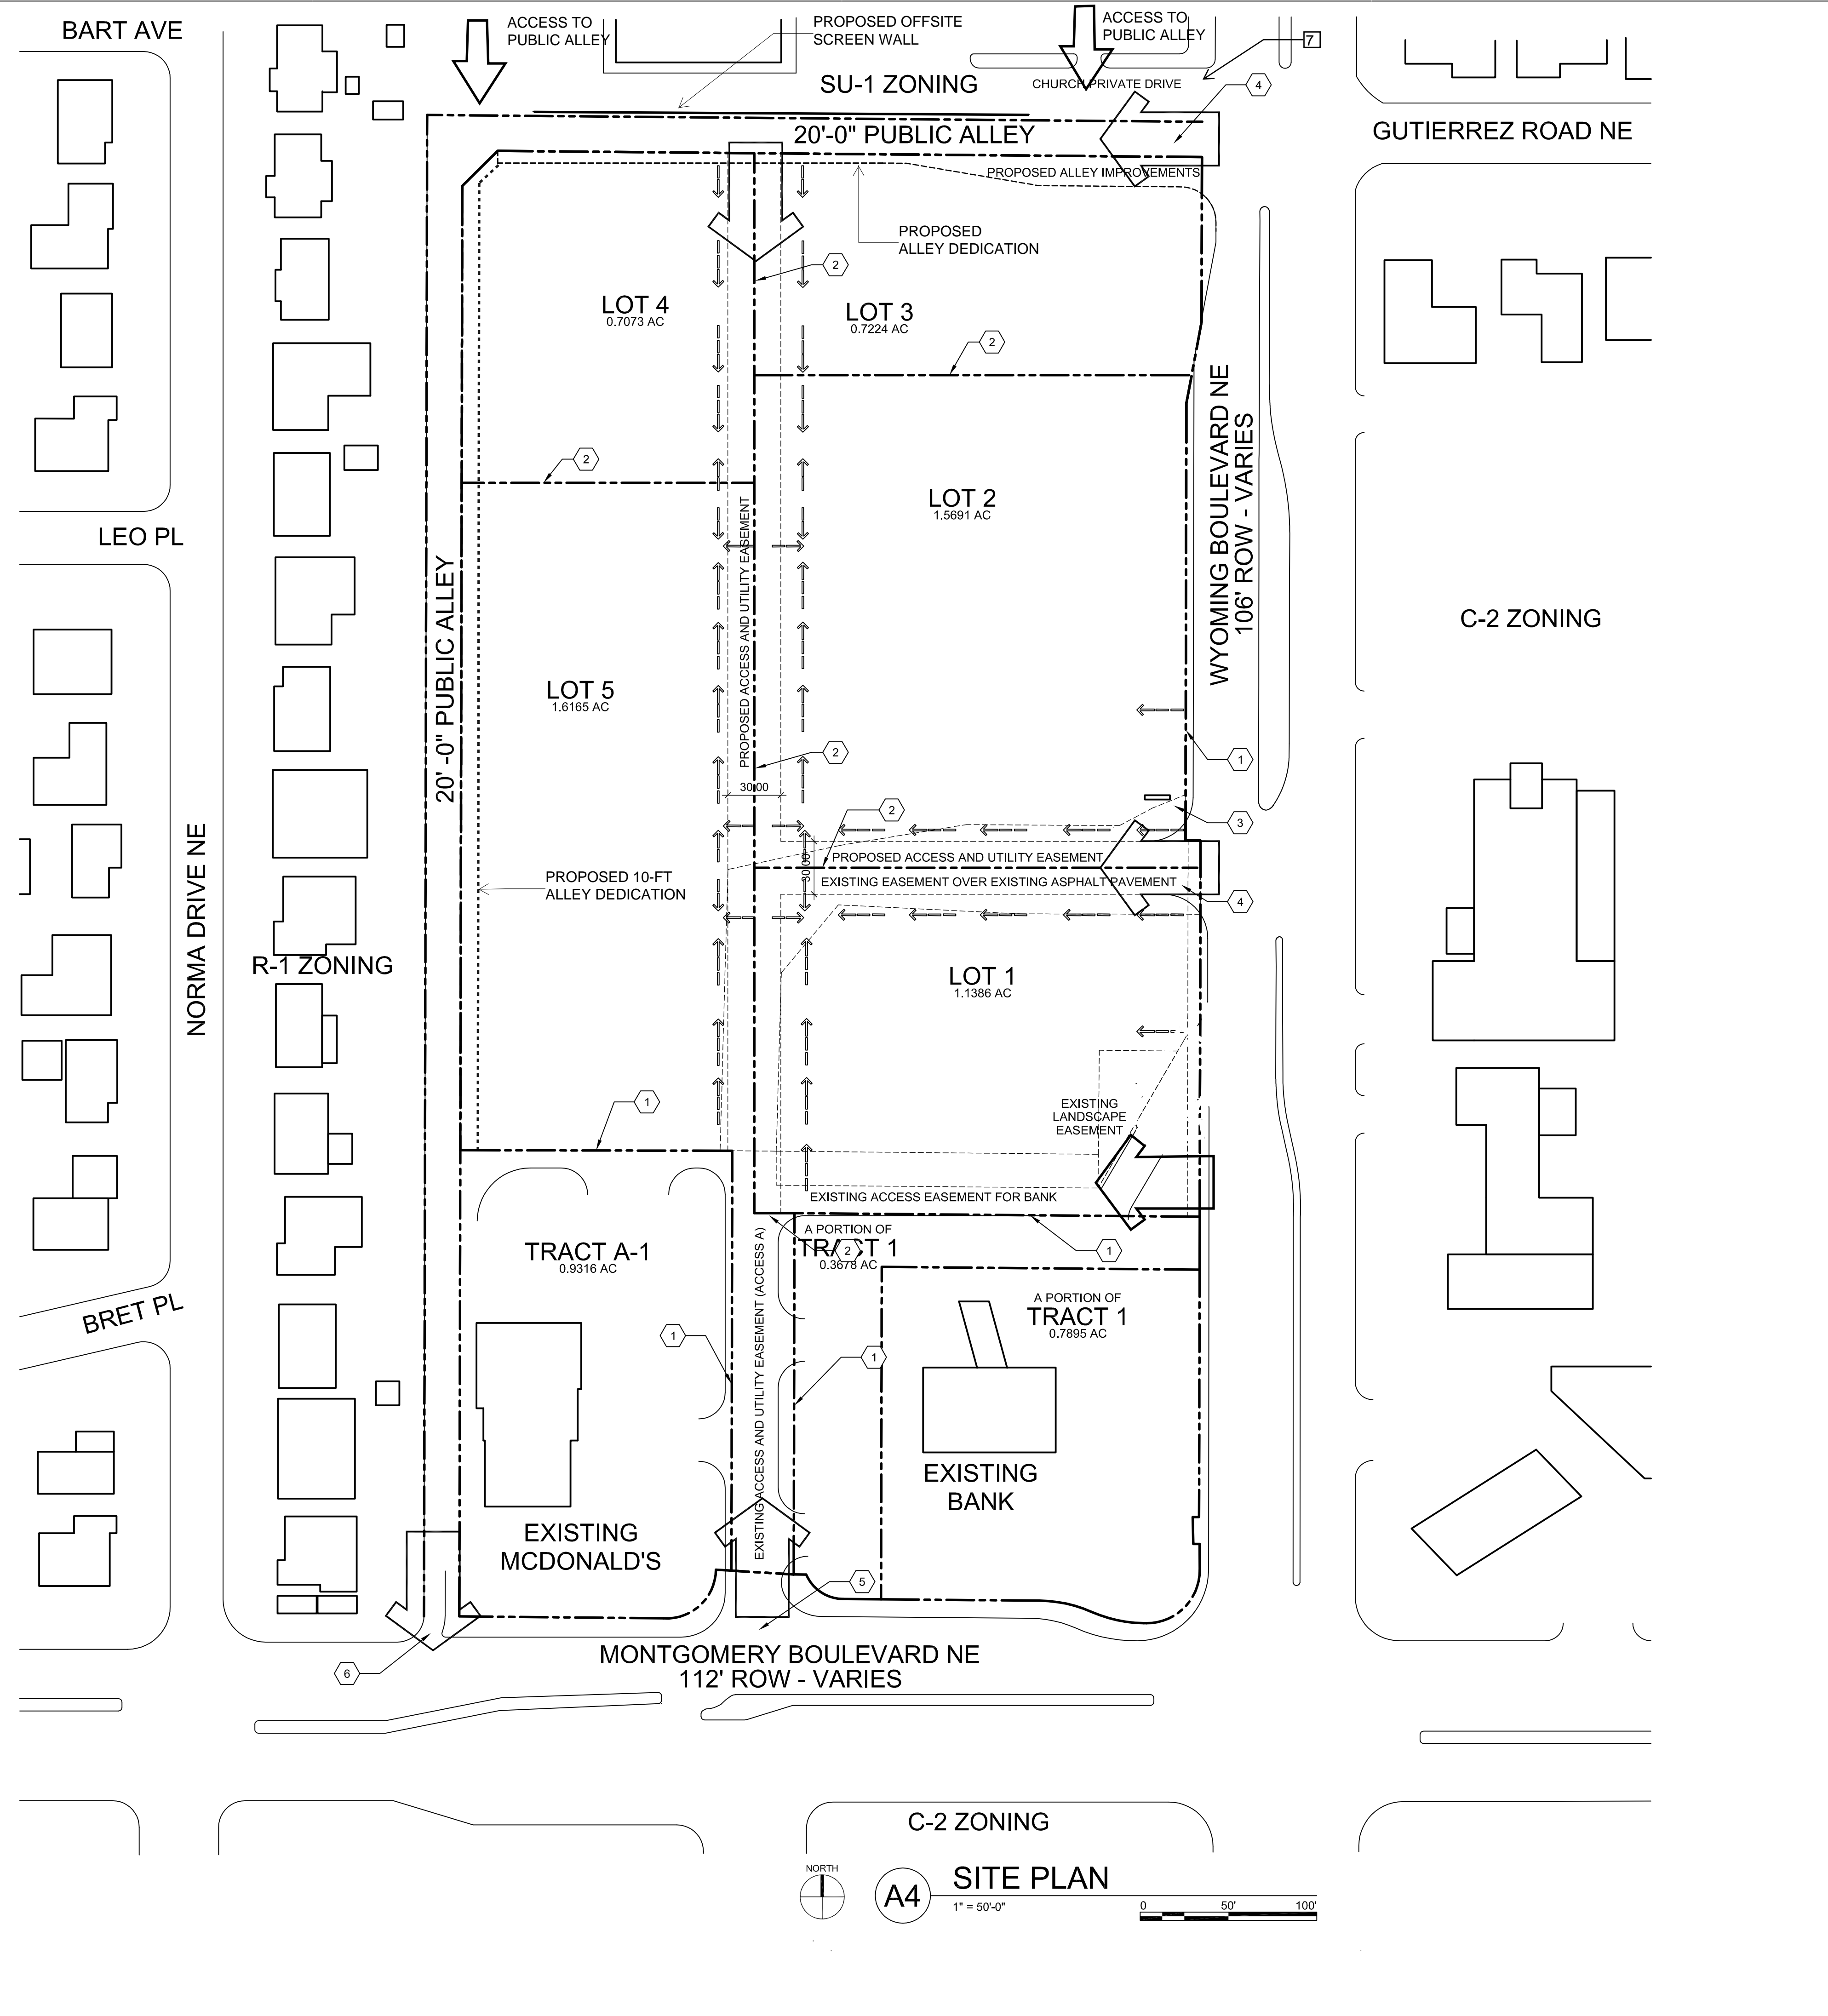 BART AVE
ACCESS TO
PUBLIC ALLEY
PROPOSED OFFSITE
SCREEN WALL
ACCESS TO
PUBLIC ALLEY
7
SU-1 ZONING
CHURCH PRIVATE DRIVE
4
20'-0" PUBLIC ALLEY
GUTIERREZ ROAD NE
PROPOSED ALLEY IMPROVEMENTS
PROPOSED
ALLEY DEDICATION
2
LOT 4
0.7073 AC
LOT 3
0.7224 AC
2
2
LOT 2
1.5691 AC
WYOMING BOULEVARD NE
106' ROW - VARIES
LEO PL
PROPOSED ACCESS AND UTILITY EASEMENT
20' -0" PUBLIC ALLEY
C-2 ZONING
LOT 5
1.6165 AC
2
1
30.00
2
3
NORMA DRIVE NE
PROPOSED ACCESS AND UTILITY EASEMENT
30.00
EXISTING EASEMENT OVER EXISTING ASPHALT PAVEMENT
4
PROPOSED 10-FT
ALLEY DEDICATION
R-1 ZONING
LOT 1
1.1386 AC
1
EXISTING
LANDSCAPE
EASEMENT
EXISTING ACCESS EASEMENT FOR BANK
A PORTION OF
TRACT 1
0.3678 AC
2
1
TRACT A-1
0.9316 AC
EXISTING ACCESS AND UTILITY EASEMENT (ACCESS A)
BRET PL
A PORTION OF
TRACT 1
0.7895 AC
1
1
EXISTING
BANK
EXISTING
MCDONALD'S
5
MONTGOMERY BOULEVARD NE
112' ROW - VARIES
6
C-2 ZONING
NORTH
A4
SITE PLAN
1" = 50'-0"
0 50' 100'